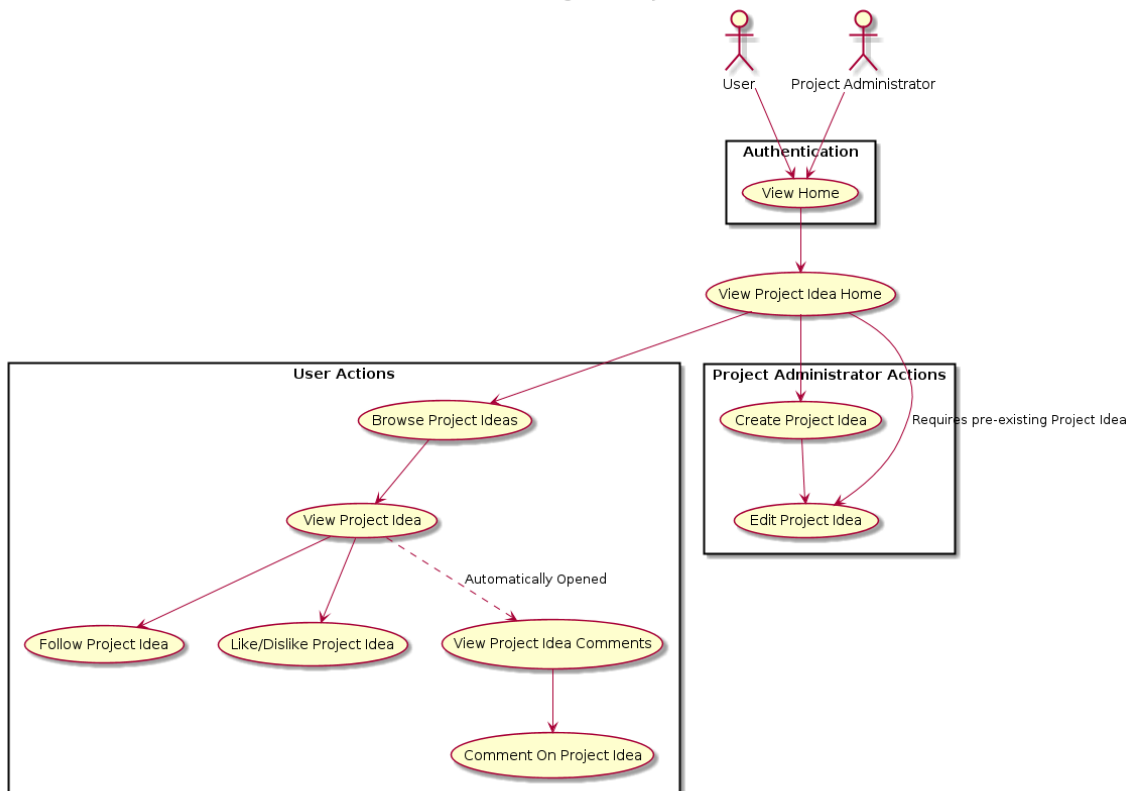 User
Project Administrator
Authentication
View Home
View Project Idea Home
User Actions
Project Administrator Actions
Browse Project Ideas
Create Project Idea
Requires pre-existing Project Idea
View Project Idea
Edit Project Idea
Automatically Opened
Follow Project Idea
Like/Dislike Project Idea
View Project Idea Comments
Comment On Project Idea